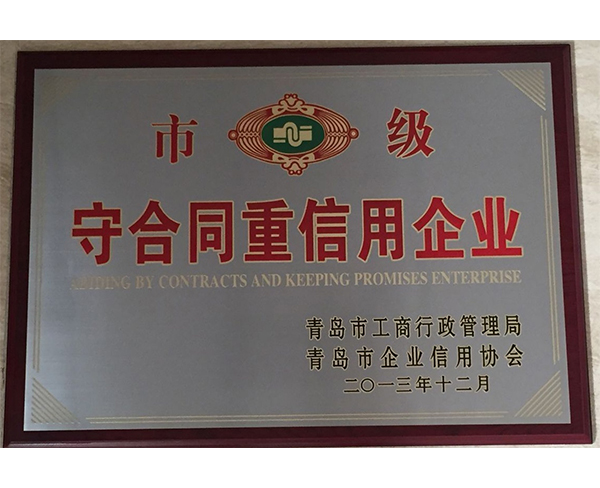 市级
守合同重信用企业
ABIDING BY CONTRACTS AND KEEPING PROMISES ENTERPRISE
青岛市工商行政管理局
青岛市企业信用协会
二〇一三年十二月